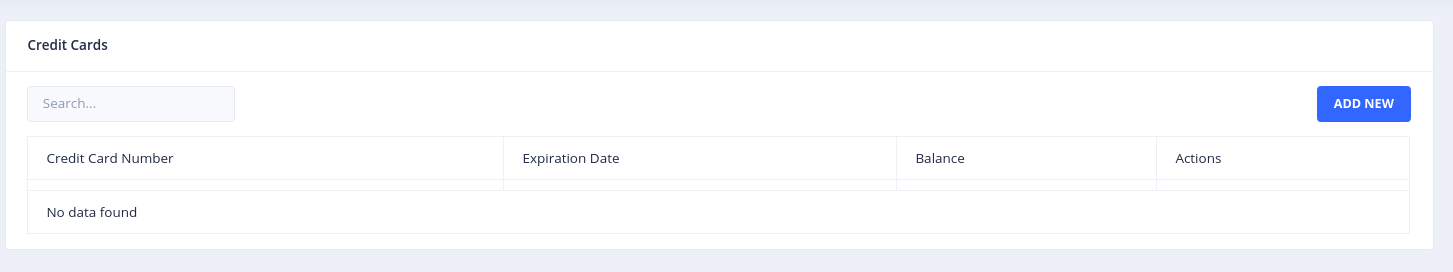 Credit Cards
Search...
ADD NEW
Credit Card Number Expiration Date Balance Actions
No data found